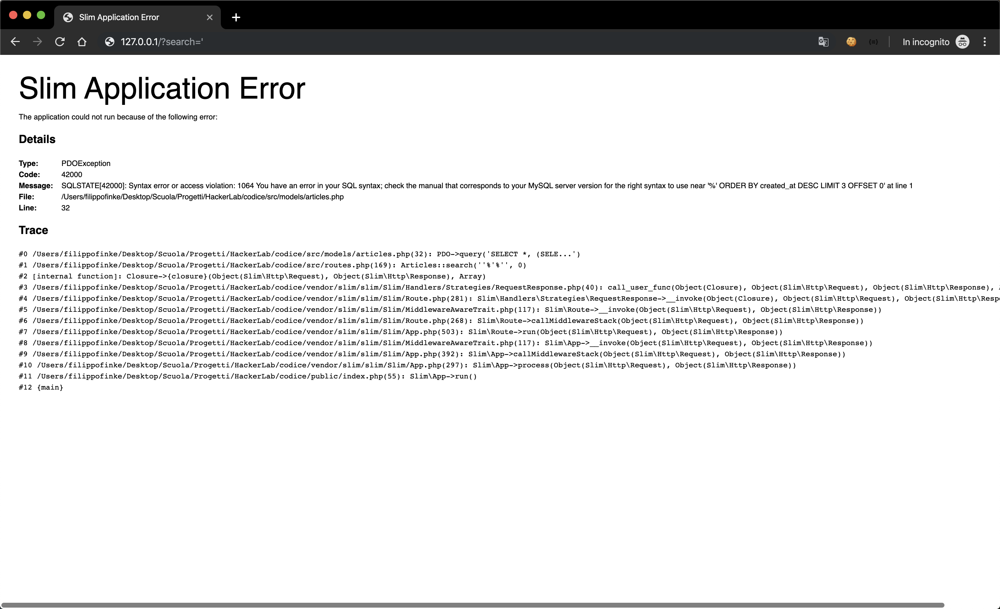 Slim Application Error
127.0.0.1/?search='
In incognito
Slim Application Error
The application could not run because of the following error:
Details
Type: PDOException
Code: 42000
Message: SQLSTATE[42000]: Syntax error or access violation: 1064 You have an error in your SQL syntax; check the manual that corresponds to your MySQL server version for the right syntax to use near '%' ORDER BY created_at DESC LIMIT 3 OFFSET 0' at line 1
File: /Users/filippofinke/Desktop/Scuola/Progetti/HackerLab/codice/src/models/articles.php
Line: 32
Trace
#0 /Users/filippofinke/Desktop/Scuola/Progetti/HackerLab/codice/src/models/articles.php(32): PDO->query('SELECT *, (SELE...')
#1 /Users/filippofinke/Desktop/Scuola/Progetti/HackerLab/codice/src/routes.php(169): Articles::search(''%'%'', 0)
#2 [internal function]: Closure->{closure}(Object(Slim\Http\Request), Object(Slim\Http\Response), Array)
#3 /Users/filippofinke/Desktop/Scuola/Progetti/HackerLab/codice/vendor/slim/slim/Slim/Handlers/Strategies/RequestResponse.php(40): call_user_func(Object(Closure), Object(Slim\Http\Request), Object(Slim\Http\Response),
#4 /Users/filippofinke/Desktop/Scuola/Progetti/HackerLab/codice/vendor/slim/slim/Slim/Route.php(281): Slim\Handlers\Strategies\RequestResponse->__invoke(Object(Closure), Object(Slim\Http\Request), Object(Slim\Http\Resp
#5 /Users/filippofinke/Desktop/Scuola/Progetti/HackerLab/codice/vendor/slim/slim/Slim/MiddlewareAwareTrait.php(117): Slim\Route->__invoke(Object(Slim\Http\Request), Object(Slim\Http\Response))
#6 /Users/filippofinke/Desktop/Scuola/Progetti/HackerLab/codice/vendor/slim/slim/Slim/Route.php(268): Slim\Route->callMiddlewareStack(Object(Slim\Http\Request), Object(Slim\Http\Response))
#7 /Users/filippofinke/Desktop/Scuola/Progetti/HackerLab/codice/vendor/slim/slim/Slim/App.php(503): Slim\Route->run(Object(Slim\Http\Request), Object(Slim\Http\Response))
#8 /Users/filippofinke/Desktop/Scuola/Progetti/HackerLab/codice/vendor/slim/slim/Slim/MiddlewareAwareTrait.php(117): Slim\App->__invoke(Object(Slim\Http\Request), Object(Slim\Http\Response))
#9 /Users/filippofinke/Desktop/Scuola/Progetti/HackerLab/codice/vendor/slim/slim/Slim/App.php(392): Slim\App->callMiddlewareStack(Object(Slim\Http\Request), Object(Slim\Http\Response))
#10 /Users/filippofinke/Desktop/Scuola/Progetti/HackerLab/codice/vendor/slim/slim/Slim/App.php(297): Slim\App->process(Object(Slim\Http\Request), Object(Slim\Http\Response))
#11 /Users/filippofinke/Desktop/Scuola/Progetti/HackerLab/codice/public/index.php(55): Slim\App->run()
#12 {main}